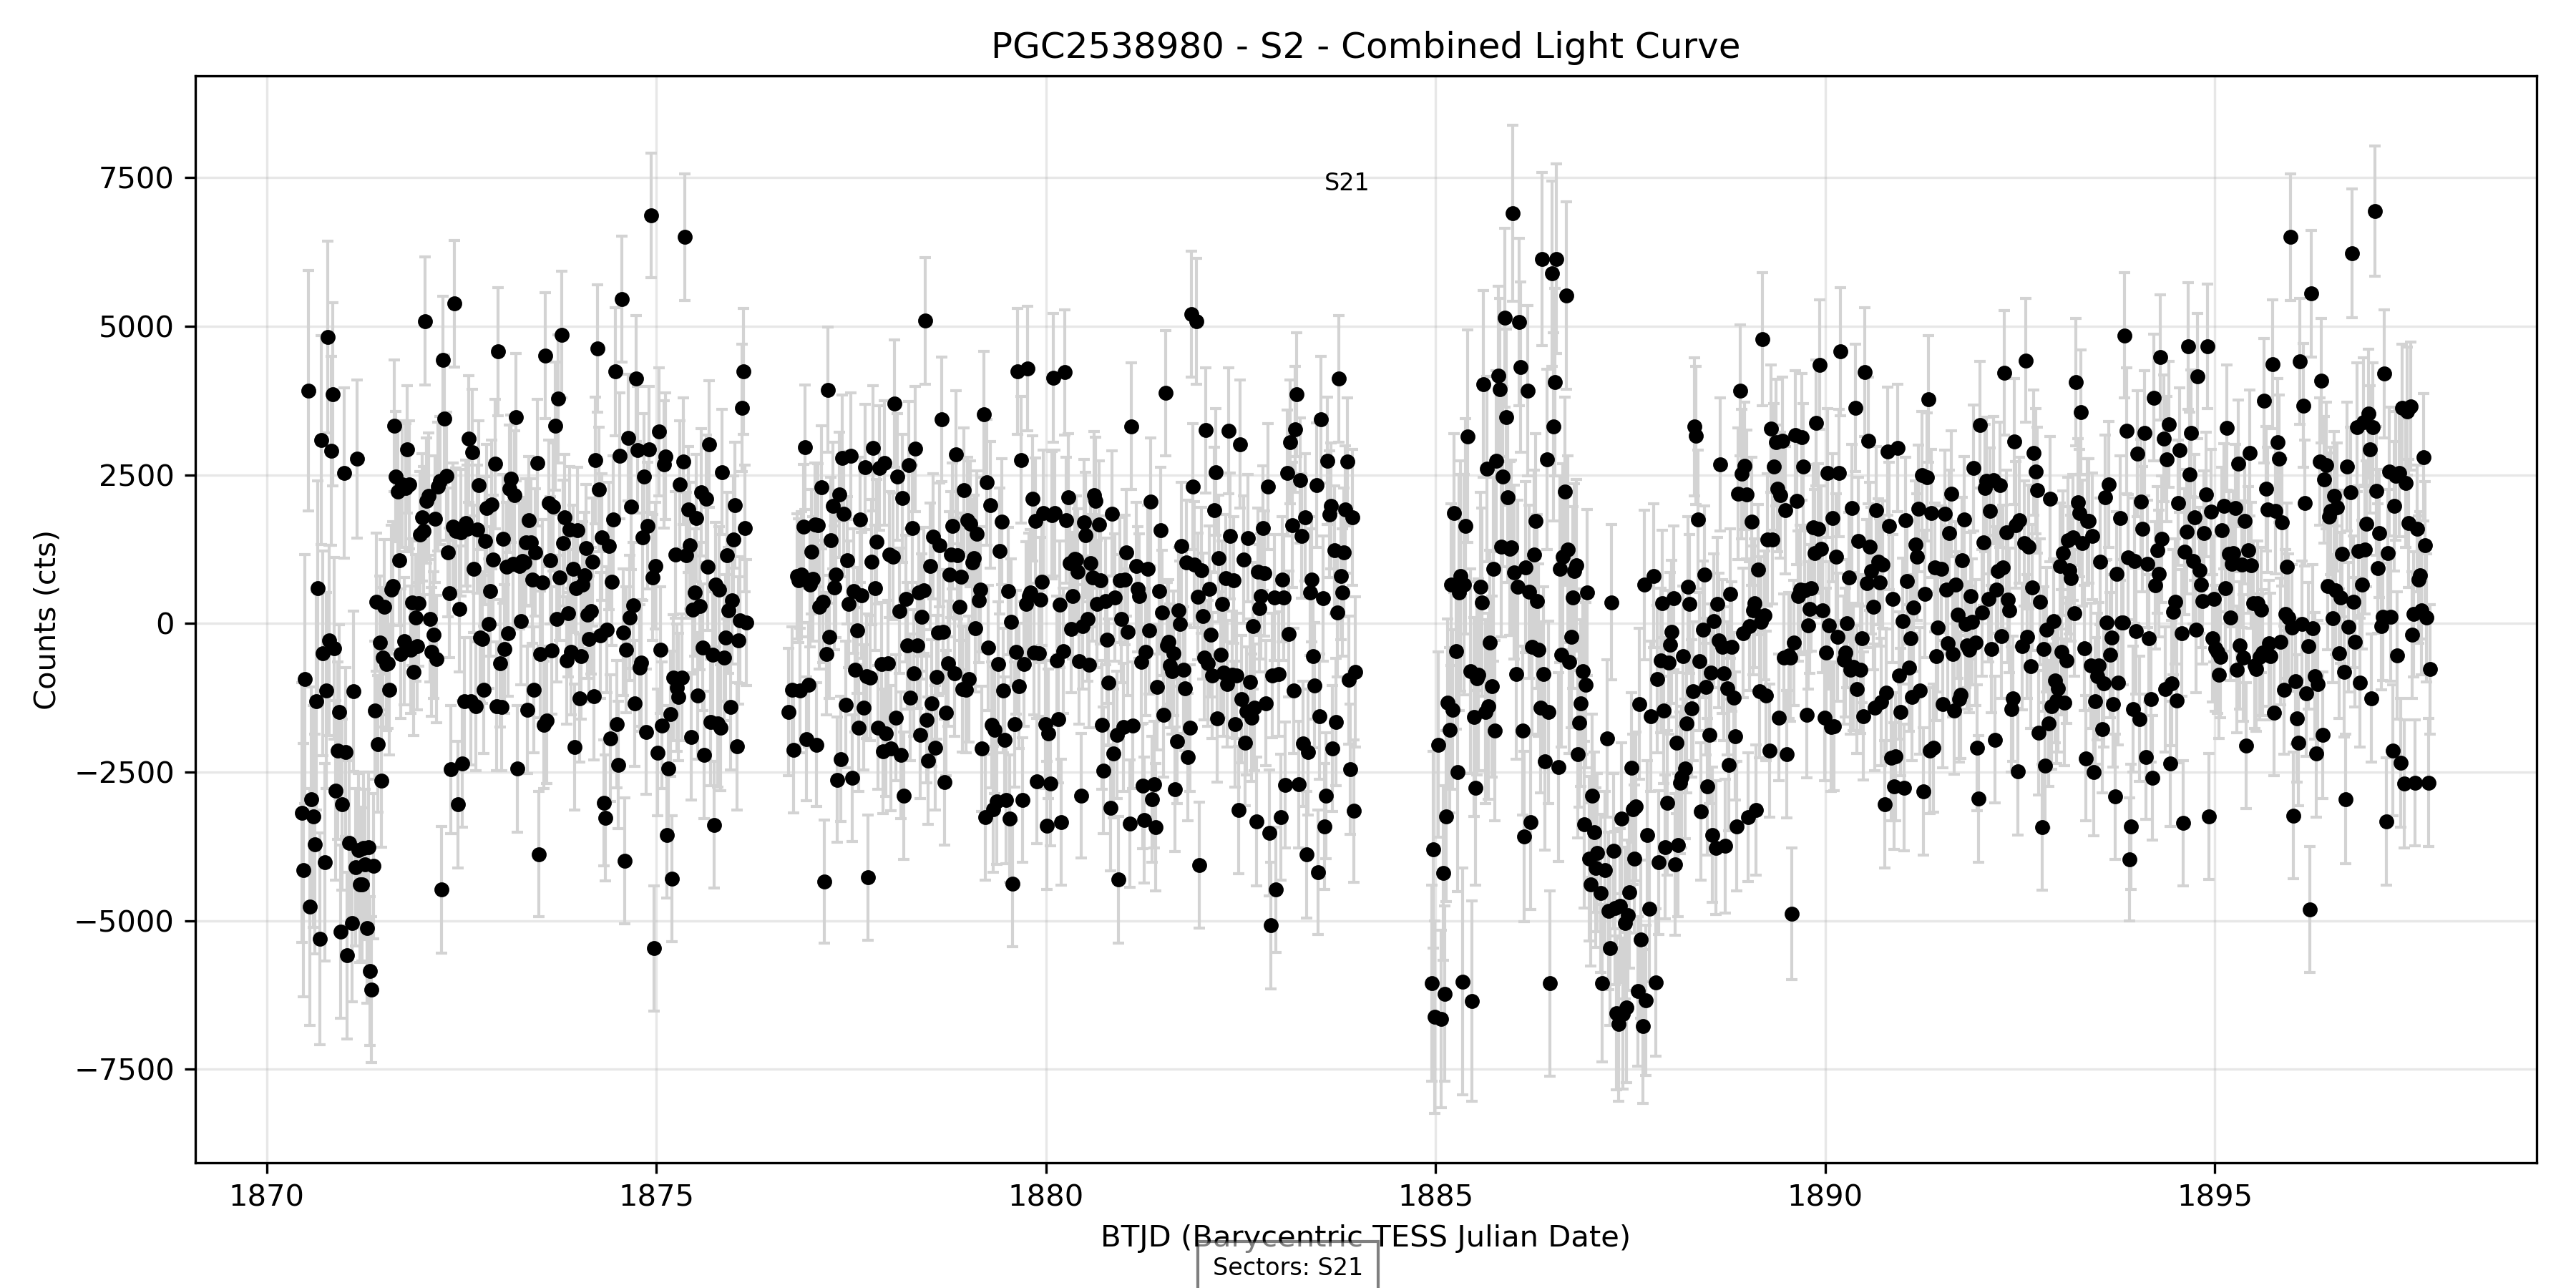 PGC2538980 - S2 - Combined Light Curve
Counts (cts)
7500
5000
2500
0
−2500
−5000
−7500
S21
1870 1875 1880 1885 1890 1895
BTJD (Barycentric TESS Julian Date)
Sectors: S21